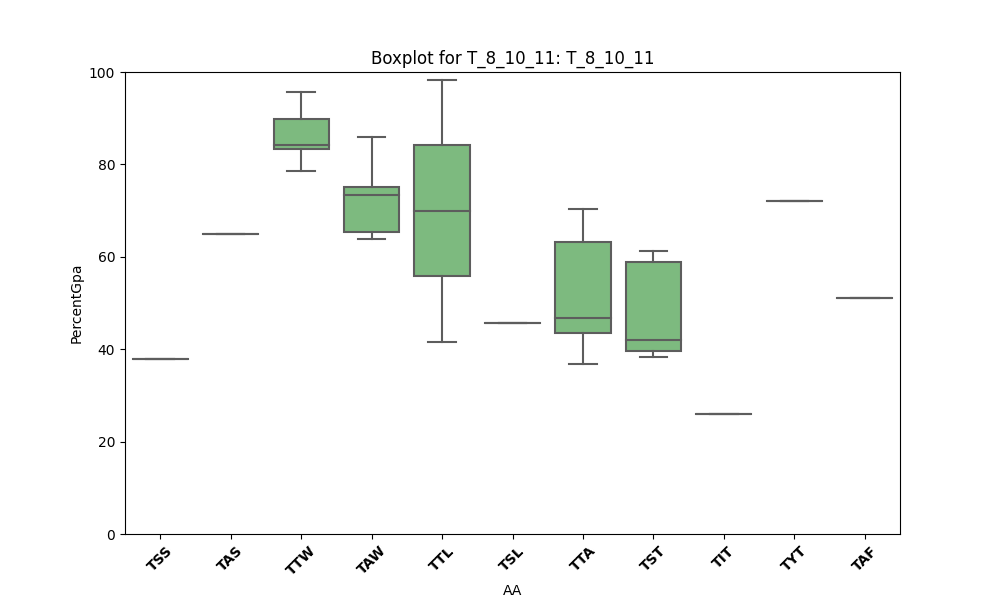 Boxplot for T_8_10_11: T_8_10_11
100
80
60
40
20
0
PercentGpa
TSS
TAS
TTW
TAW
TTL
TSL
TTA
TST
TIT
TYT
TAF
AA